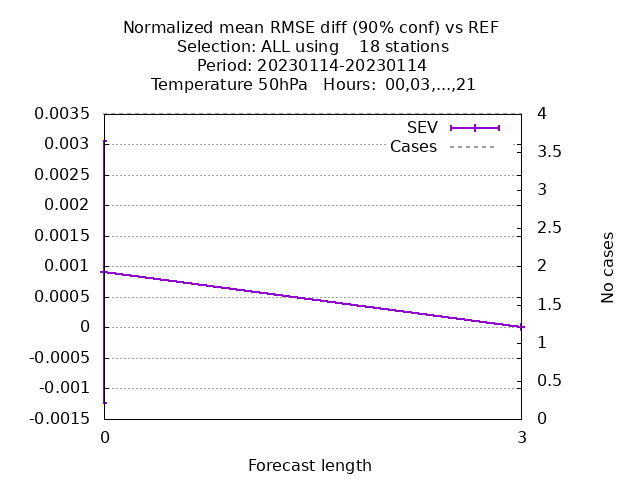 Normalized mean RMSE diff (90% conf) vs REF
Selection: ALL using    18 stations
Period: 20230114-20230114
Temperature 50hPa   Hours:  00,03,...,21
0.0035
0.003
0.0025
0.002
0.0015
0.001
0.0005
0
-0.0005
-0.001
-0.0015
SEV
Cases
4
3.5
3
2.5
2
1.5
1
0.5
0
No cases
0
3
Forecast length